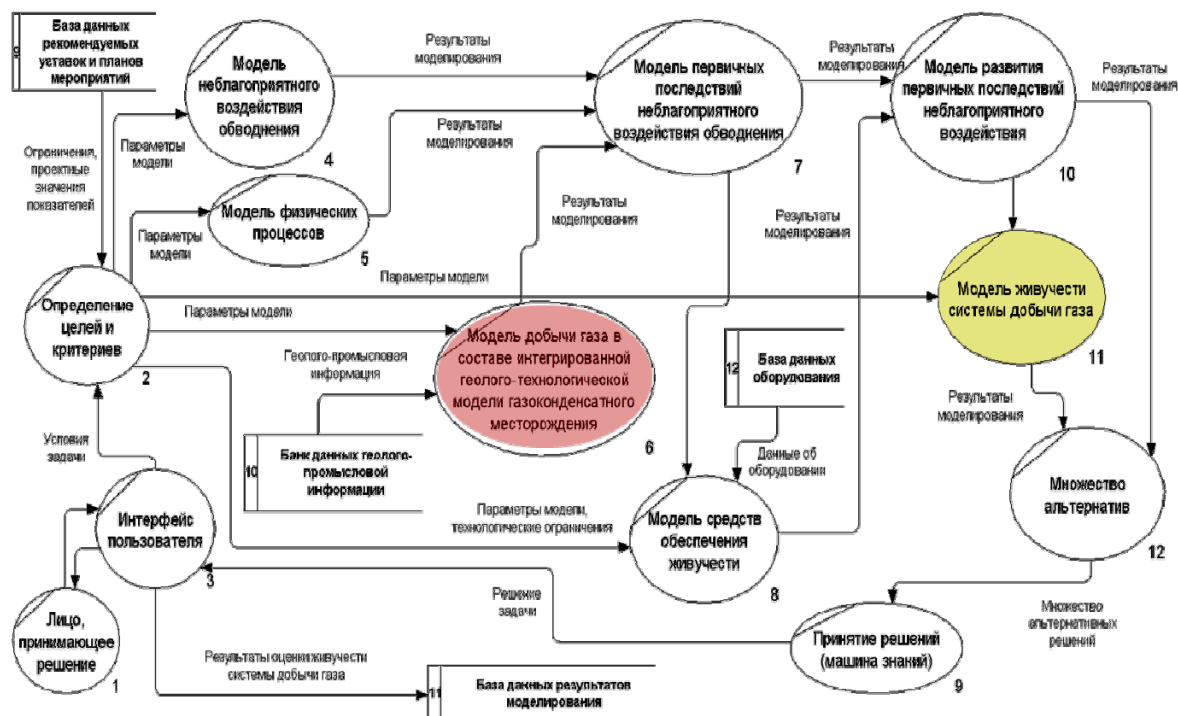 База данных
рекомендуемых
уставок и планов
мероприятий
Модель
неблагоприятного
воздействия
обводнения
4
Результаты
моделирования
Модель первичных
последствий
неблагоприятного
воздействия обводнения
7
Результаты
моделирования
Модель развития
первичных последствий
неблагоприятного
воздействия
10
Результаты
моделирования
Ограничения,
проектные
значения
показателей
Параметры
модели
Результаты
моделирования
Модель физических
процессов
5
Параметры
модели
Результаты
моделирования
Результаты
моделирования
Параметры модели
Определение
целей и
критериев
2
Параметры модели
Модель добычи газа в
составе интегрированной
геолого-технологической
модели газоконденсатного
месторождения
6
Модель живучести
системы добычи газа
11
Геолого-промысловая
информация
12
База данных
оборудования
Результаты
моделирования
Условия
задачи
10
Банк данных геолого-
промысловой
информации
Данные об
оборудовании
Интерфейс
пользователя
3
Параметры модели,
технологические ограничения
Модель средств
обеспечения
живучести
8
Множество
альтернатив
12
Лицо,
принимающее
решение
1
Решение
задачи
Принятие решений
(машина знаний)
9
Множество
альтернативных
решений
Результаты оценки живучести
системы добычи газа
11
База данных результатов
моделирования